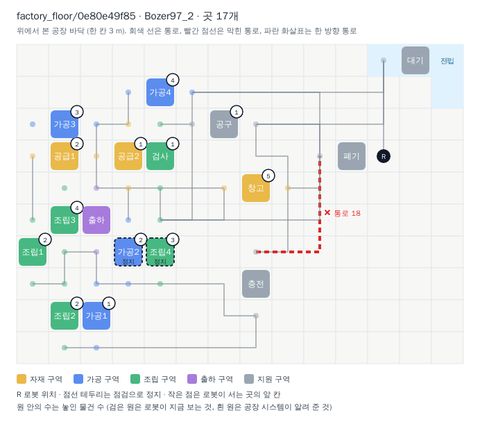 factory_floor/0e80e49f85 · Bozer97_2 · 곳 17개
위에서 본 공장 바닥 (한 칸 3 m). 회색 선은 통로, 빨간 점선은 막힌 통로, 파란 화살표는 한 방향 통로
대기
전립
4
가공4
3
가공3
1
공구
2
공급1
1
공급2
1
검사
폐기
R
5
창고
4
조립3
출하
✕ 통로 18
2
조립1
2
가공2
정지
3
조립4
정지
충전
2
조립2
1
가공1
자재 구역
가공 구역
조립 구역
출하 구역
지원 구역
R 로봇 위치 · 점선 테두리는 점검으로 정지 · 작은 점은 로봇이 서는 곳의 앞 칸
원 안의 수는 놓인 물건 수 (검은 원은 로봇이 지금 보는 것, 흰 원은 공장 시스템이 알려 준 것)